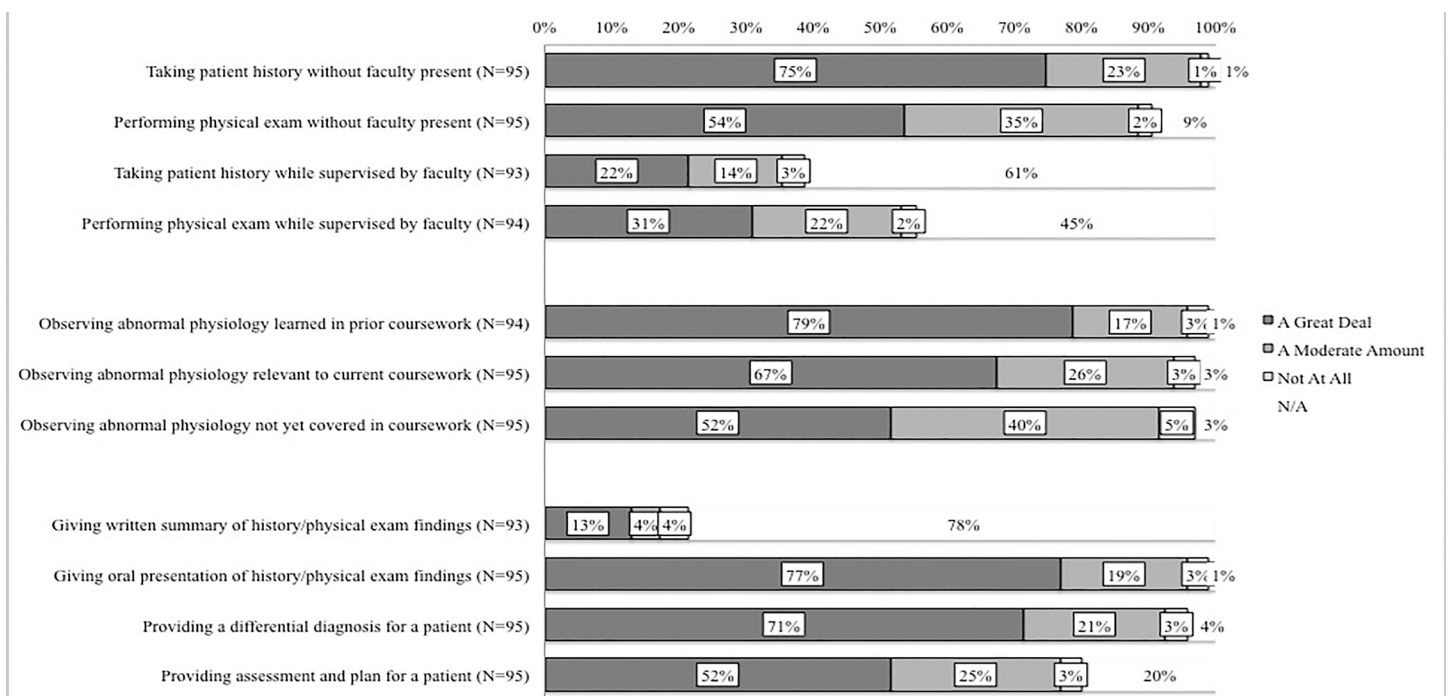 0% 10% 20% 30% 40% 50% 60% 70% 80% 90% 100%
Taking patient history without faculty present (N=95) 75% 23% 1% 1%
Performing physical exam without faculty present (N=95) 54% 35% 2% 9%
Taking patient history while supervised by faculty (N=93) 22% 14% 3% 61%
Performing physical exam while supervised by faculty (N=94) 31% 22% 2% 45%
Observing abnormal physiology learned in prior coursework (N=94) 79% 17% 3% 1%
Observing abnormal physiology relevant to current coursework (N=95) 67% 26% 3% 3%
Observing abnormal physiology not yet covered in coursework (N=95) 52% 40% 5% 3%
Giving written summary of history/physical exam findings (N=93) 13% 4% 4% 78%
Giving oral presentation of history/physical exam findings (N=95) 77% 19% 3% 1%
Providing a differential diagnosis for a patient (N=95) 71% 21% 3% 4%
Providing assessment and plan for a patient (N=95) 52% 25% 3% 20%
A Great Deal
A Moderate Amount
Not At All
N/A